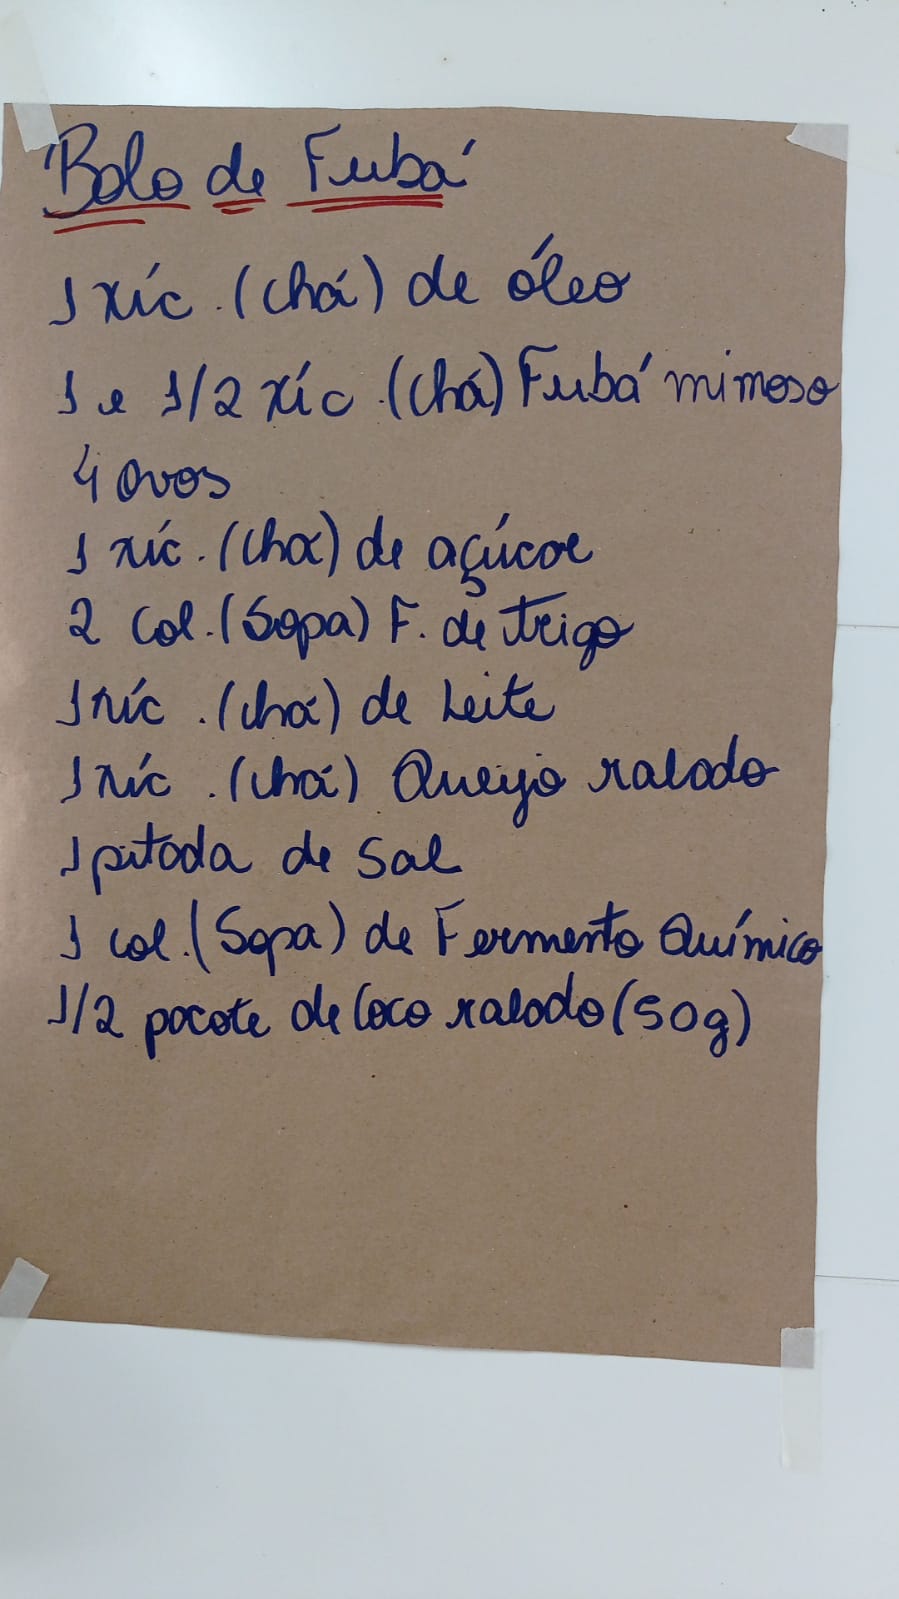 Bolo de Fubá
1 xíc. (chá) de óleo
1 e 1/2 xíc. (chá) Fubá mimoso
4 ovos
1 xíc. (chá) de açúcar
2 col. (Sopa) F. de trigo
1 xíc. (chá) de Leite
1 xíc. (chá) Queijo ralado
1 pitada de sal
1 col. (Sopa) de Fermento Químico
1/2 pacote de Coco ralado (50g)